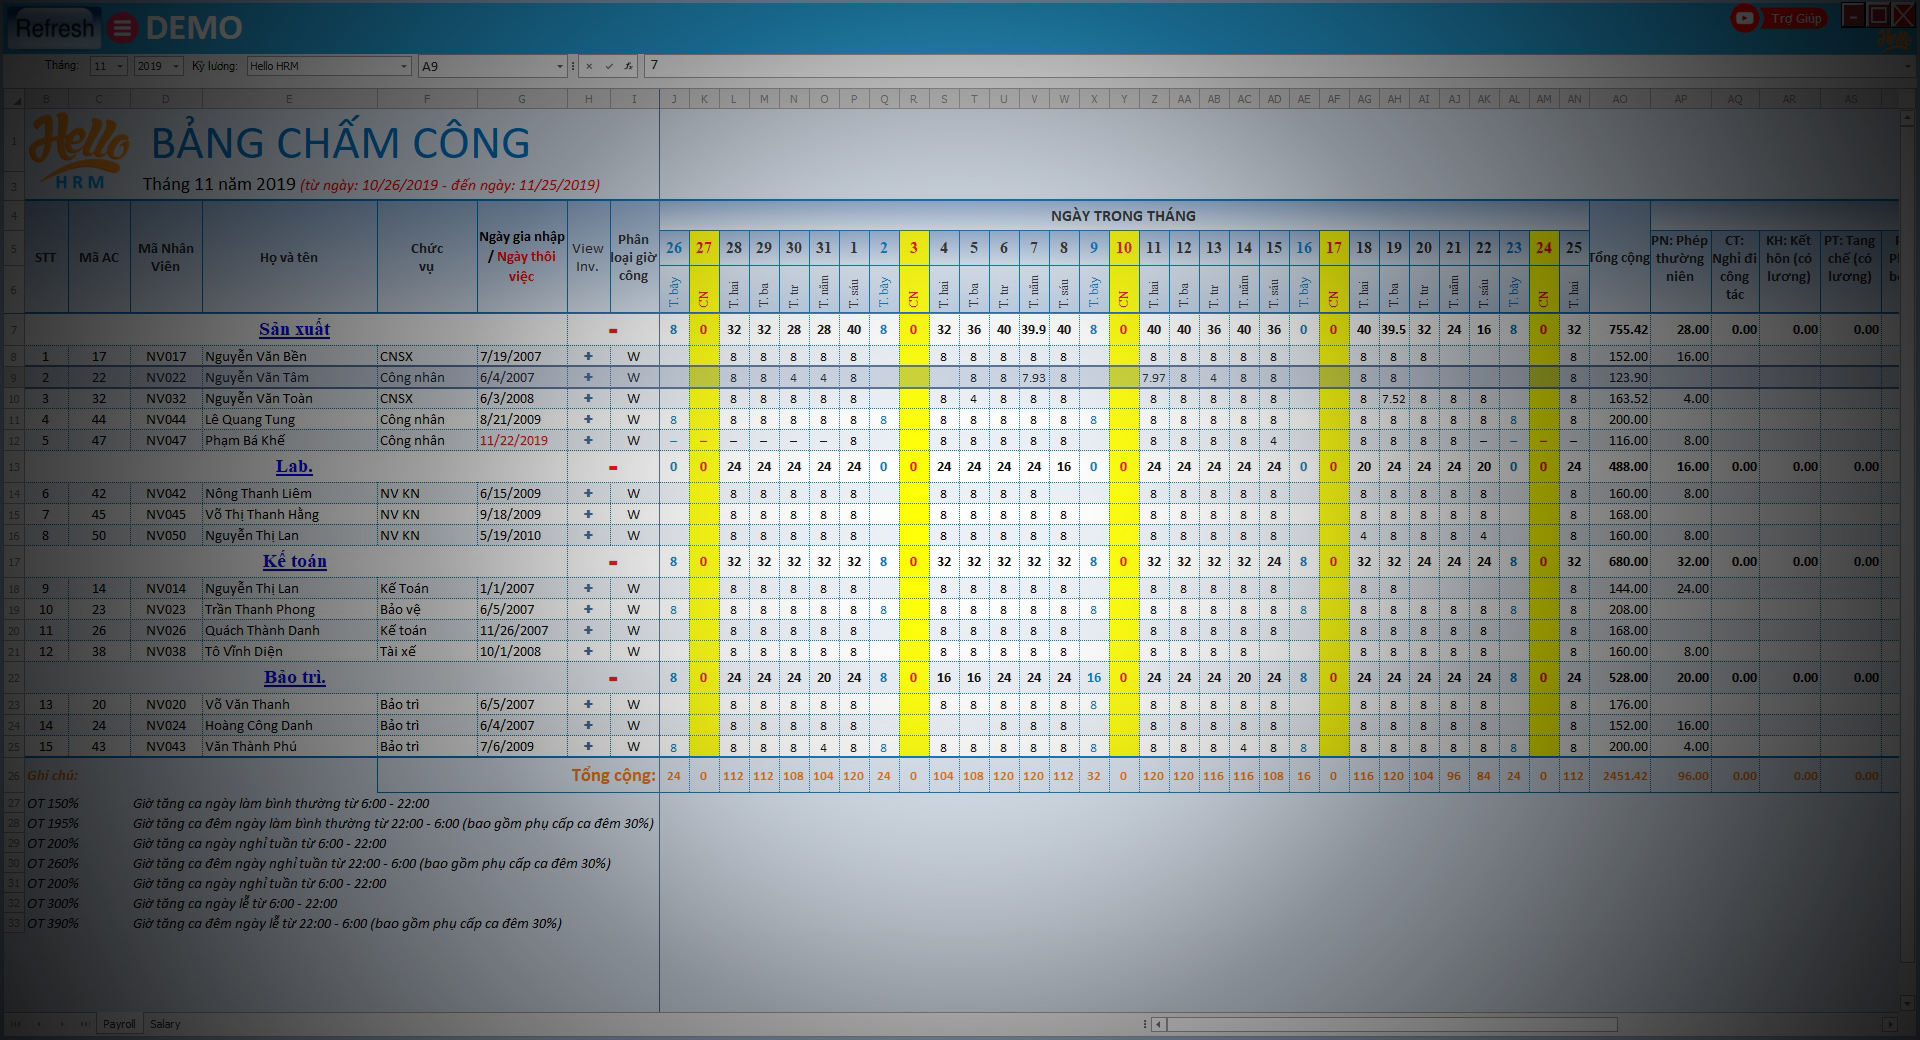 Refresh DEMO Trợ Giúp
Hello
Tháng: 11 2019 Kỳ lương: Hello HRM A9 7
B C D E F G H I J K L M N O P Q R S T U V W X Y Z AA AB AC AD AE AF AG AH AI AJ AK AL AM AN AO AP AQ AR AS
Hello HRM
1 BẢNG CHẤM CÔNG
3 Tháng 11 năm 2019 (từ ngày: 10/26/2019 - đến ngày: 11/25/2019)
4 NGÀY TRONG THÁNG
5 STT Mã AC Mã Nhân Viên Họ và tên Chức vụ Ngày gia nhập / Ngày thôi việc View Inv. Phân loại giờ công 26 27 28 29 30 31 1 2 3 4 5 6 7 8 9 10 11 12 13 14 15 16 17 18 19 20 21 22 23 24 25 Tổng cộng PN: Phép thường niên CT: Nghỉ đi công tác KH: Kết hôn (có lương) PT: Tang chế (có lương)
6 T. bảy CN T. hai T. ba T. tư T. năm T. sáu T. bảy CN T. hai T. ba T. tư T. năm T. sáu T. bảy CN T. hai T. ba T. tư T. năm T. sáu T. bảy CN T. hai T. ba T. tư T. năm T. sáu T. bảy CN T. hai
7 Sản xuất - 8 0 32 32 28 28 40 8 0 32 36 40 39.9 40 8 0 40 40 36 40 36 0 0 40 39.5 32 24 16 8 0 32 755.42 28.00 0.00 0.00 0.00
8 1 17 NV017 Nguyễn Văn Bền CNSX 7/19/2007 + W 8 8 8 8 8 8 8 8 8 8 8 8 8 8 8 8 8 8 8 152.00 16.00
9 2 22 NV022 Nguyễn Văn Tâm Công nhân 6/4/2007 + W 8 8 4 4 8 8 8 7.93 8 7.97 8 4 8 8 8 8 8 123.90
10 3 32 NV032 Nguyễn Văn Toàn CNSX 6/3/2008 + W 8 8 8 8 8 8 4 8 8 8 8 8 8 8 8 8 7.52 8 8 8 8 163.52 4.00
11 4 44 NV044 Lê Quang Tung Công nhân 8/21/2009 + W 8 8 8 8 8 8 8 8 8 8 8 8 8 8 8 8 8 8 8 8 8 8 8 8 8 200.00
12 5 47 NV047 Phạm Bá Khế Công nhân 11/22/2019 + W – – – – – – 8 8 8 8 8 8 8 8 8 8 4 8 8 8 8 – – – – 116.00 8.00
13 Lab. - 0 0 24 24 24 24 24 0 0 24 24 24 24 16 0 0 24 24 24 24 24 0 0 20 24 24 24 20 0 0 24 488.00 16.00 0.00 0.00 0.00
14 6 42 NV042 Nông Thanh Liêm NV KN 6/15/2009 + W 8 8 8 8 8 8 8 8 8 8 8 8 8 8 8 8 8 8 8 8 160.00 8.00
15 7 45 NV045 Võ Thị Thanh Hằng NV KN 9/18/2009 + W 8 8 8 8 8 8 8 8 8 8 8 8 8 8 8 8 8 8 8 8 8 168.00
16 8 50 NV050 Nguyễn Thị Lan NV KN 5/19/2010 + W 8 8 8 8 8 8 8 8 8 8 8 8 8 8 8 4 8 8 8 4 8 160.00 8.00
17 Kế toán - 8 0 32 32 32 32 32 8 0 32 32 32 32 32 8 0 32 32 32 32 24 8 0 32 32 24 24 24 8 0 32 680.00 32.00 0.00 0.00 0.00
18 9 14 NV014 Nguyễn Thị Lan Kế Toán 1/1/2007 + W 8 8 8 8 8 8 8 8 8 8 8 8 8 8 8 8 8 8 144.00 24.00
19 10 23 NV023 Trần Thanh Phong Bảo vệ 6/5/2007 + W 8 8 8 8 8 8 8 8 8 8 8 8 8 8 8 8 8 8 8 8 8 8 8 8 8 8 208.00
20 11 26 NV026 Quách Thành Danh Kế toán 11/26/2007 + W 8 8 8 8 8 8 8 8 8 8 8 8 8 8 8 8 8 8 8 8 8 168.00
21 12 38 NV038 Tô Vĩnh Diện Tài xế 10/1/2008 + W 8 8 8 8 8 8 8 8 8 8 8 8 8 8 8 8 8 8 8 8 160.00 8.00
22 Bảo trì. - 8 0 24 24 24 20 24 8 0 16 16 24 24 24 16 0 24 24 24 20 24 8 0 24 24 24 24 24 8 0 24 528.00 20.00 0.00 0.00 0.00
23 13 20 NV020 Võ Văn Thanh Bảo trì 6/5/2007 + W 8 8 8 8 8 8 8 8 8 8 8 8 8 8 8 8 8 8 8 8 8 8 176.00
24 14 24 NV024 Hoàng Công Danh Bảo trì 6/4/2007 + W 8 8 8 8 8 8 8 8 8 8 8 8 8 8 8 8 8 8 8 152.00 16.00
25 15 43 NV043 Văn Thành Phú Bảo trì 7/6/2009 + W 8 8 8 8 4 8 8 8 8 8 8 8 8 8 8 8 4 8 8 8 8 8 8 8 8 8 200.00 4.00
26 Ghi chú: Tổng cộng: 24 0 112 112 108 104 120 24 0 104 108 120 120 112 32 0 120 120 116 116 108 16 0 116 120 104 96 84 24 0 112 2451.42 96.00 0.00 0.00 0.00
27 OT 150% Giờ tăng ca ngày làm bình thường từ 6:00 - 22:00
28 OT 195% Giờ tăng ca đêm ngày làm bình thường từ 22:00 - 6:00 (bao gồm phụ cấp ca đêm 30%)
29 OT 200% Giờ tăng ca ngày nghỉ tuần từ 6:00 - 22:00
30 OT 260% Giờ tăng ca đêm ngày nghỉ tuần từ 22:00 - 6:00 (bao gồm phụ cấp ca đêm 30%)
31 OT 200% Giờ tăng ca ngày nghỉ tuần từ 6:00 - 22:00
32 OT 300% Giờ tăng ca ngày lễ từ 6:00 - 22:00
33 OT 390% Giờ tăng ca đêm ngày lễ từ 22:00 - 6:00 (bao gồm phụ cấp ca đêm 30%)
Payroll Salary